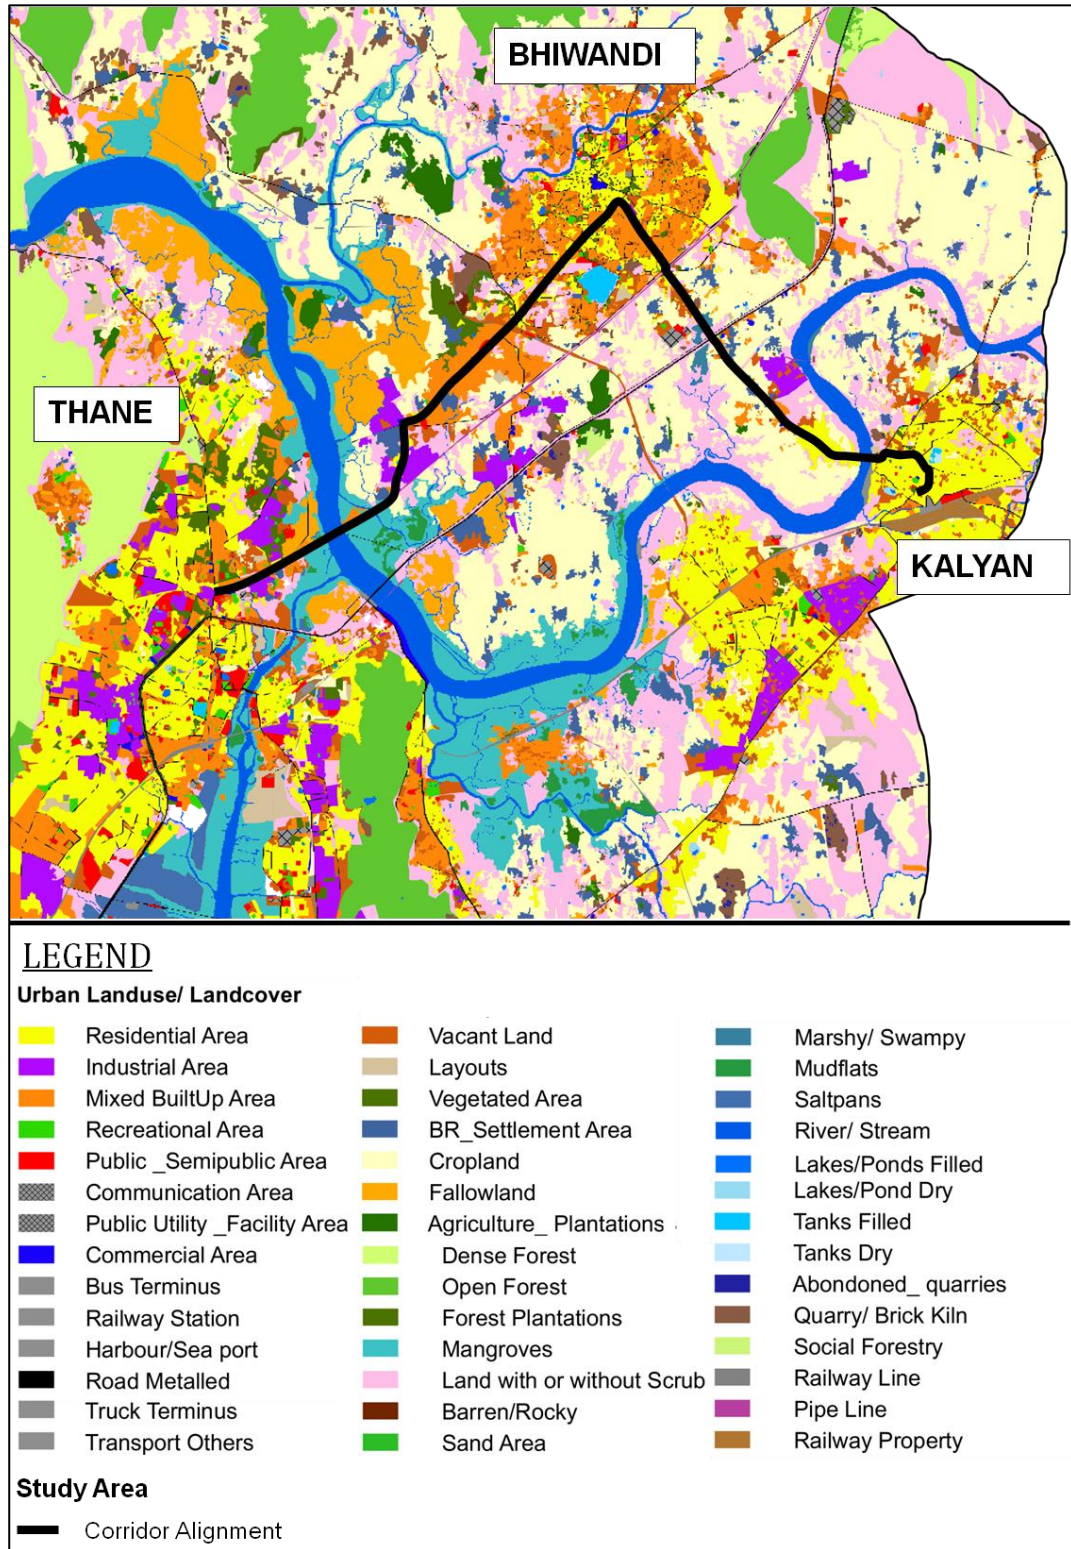 BHIWANDI
THANE
KALYAN
LEGEND
Urban Landuse/ Landcover
Residential Area
Industrial Area
Mixed BuiltUp Area
Recreational Area
Public _Semipublic Area
Communication Area
Public Utility _Facility Area
Commercial Area
Bus Terminus
Railway Station
Harbour/Sea port
Road Metalled
Truck Terminus
Transport Others
Vacant Land
Layouts
Vegetated Area
BR_Settlement Area
Cropland
Fallowland
Agriculture_ Plantations
Dense Forest
Open Forest
Forest Plantations
Mangroves
Land with or without Scrub
Barren/Rocky
Sand Area
Marshy/ Swampy
Mudflats
Saltpans
River/ Stream
Lakes/Ponds Filled
Lakes/Pond Dry
Tanks Filled
Tanks Dry
Abondoned_ quarries
Quarry/ Brick Kiln
Social Forestry
Railway Line
Pipe Line
Railway Property
Study Area
Corridor Alignment